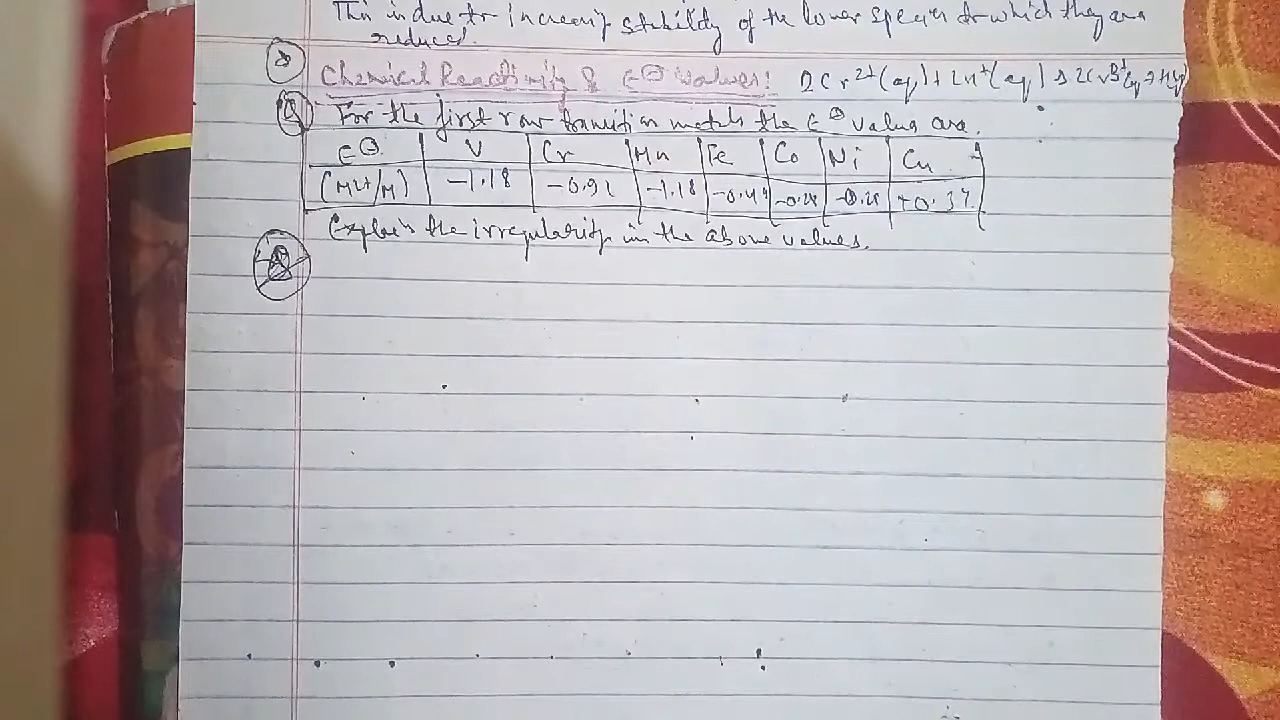 This is due to increasing stability of the lower species to which they are
reduced.
Chemical Reactivity & E⊖ values: 2Cr²⁺(aq) + 2H⁺(aq) → 2Cr³⁺(aq) + H₂(g)
For the first row transition metals the E⊖ value are.
E⊖ V Cr Mn Fe Co Ni Cu
(M2+/M) -1.18 -0.91 -1.18 -0.44 -0.28 -0.28 +0.34
Explain the irregularity in the above values.